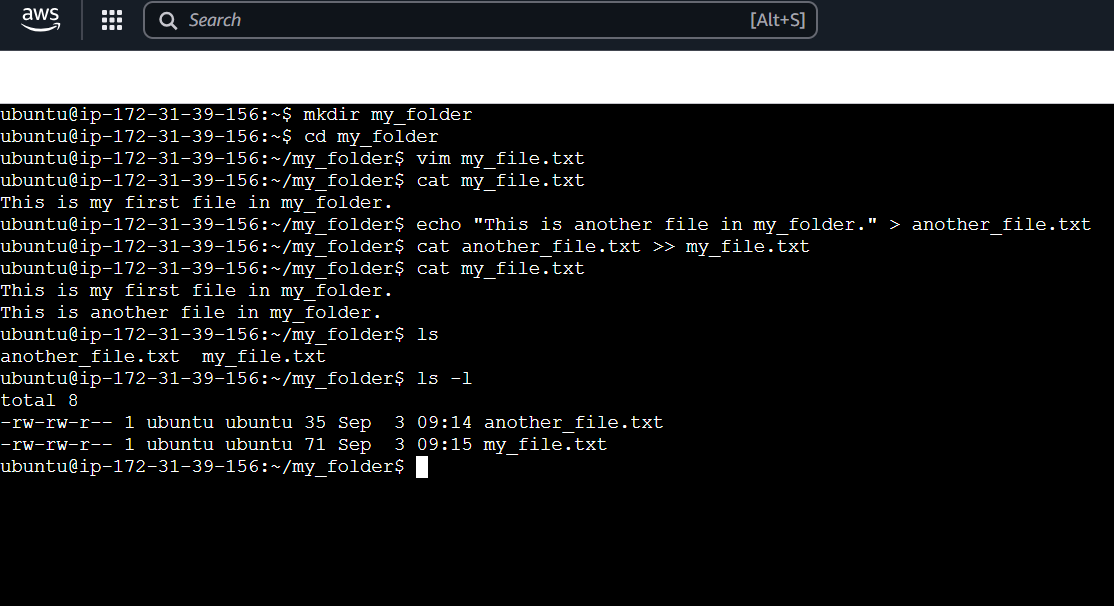 aws Search [Alt+S]
ubuntu@ip-172-31-39-156:~$ mkdir my_folder
ubuntu@ip-172-31-39-156:~$ cd my_folder
ubuntu@ip-172-31-39-156:~/my_folder$ vim my_file.txt
ubuntu@ip-172-31-39-156:~/my_folder$ cat my_file.txt
This is my first file in my_folder.
ubuntu@ip-172-31-39-156:~/my_folder$ echo "This is another file in my_folder." > another_file.txt
ubuntu@ip-172-31-39-156:~/my_folder$ cat another_file.txt >> my_file.txt
ubuntu@ip-172-31-39-156:~/my_folder$ cat my_file.txt
This is my first file in my_folder.
This is another file in my_folder.
ubuntu@ip-172-31-39-156:~/my_folder$ ls
another_file.txt  my_file.txt
ubuntu@ip-172-31-39-156:~/my_folder$ ls -l
total 8
-rw-rw-r-- 1 ubuntu ubuntu 35 Sep  3 09:14 another_file.txt
-rw-rw-r-- 1 ubuntu ubuntu 71 Sep  3 09:15 my_file.txt
ubuntu@ip-172-31-39-156:~/my_folder$